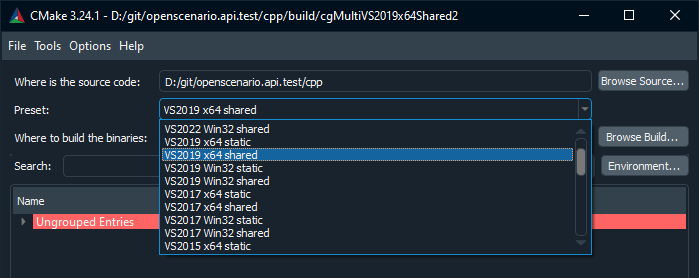 CMake 3.24.1 - D:/git/openscenario.api.test/cpp/build/cgMultiVS2019x64Shared2
File Tools Options Help
Where is the source code: D:/git/openscenario.api.test/cpp Browse Source...
Preset: VS2019 x64 shared
VS2022 Win32 shared
VS2019 x64 static
Where to build the binaries: Browse Build...
VS2019 x64 shared
Search: Environment...
VS2019 Win32 static
VS2019 Win32 shared
VS2017 x64 static
Name
VS2017 x64 shared
Ungrouped Entries
VS2017 Win32 static
VS2017 Win32 shared
VS2015 x64 static